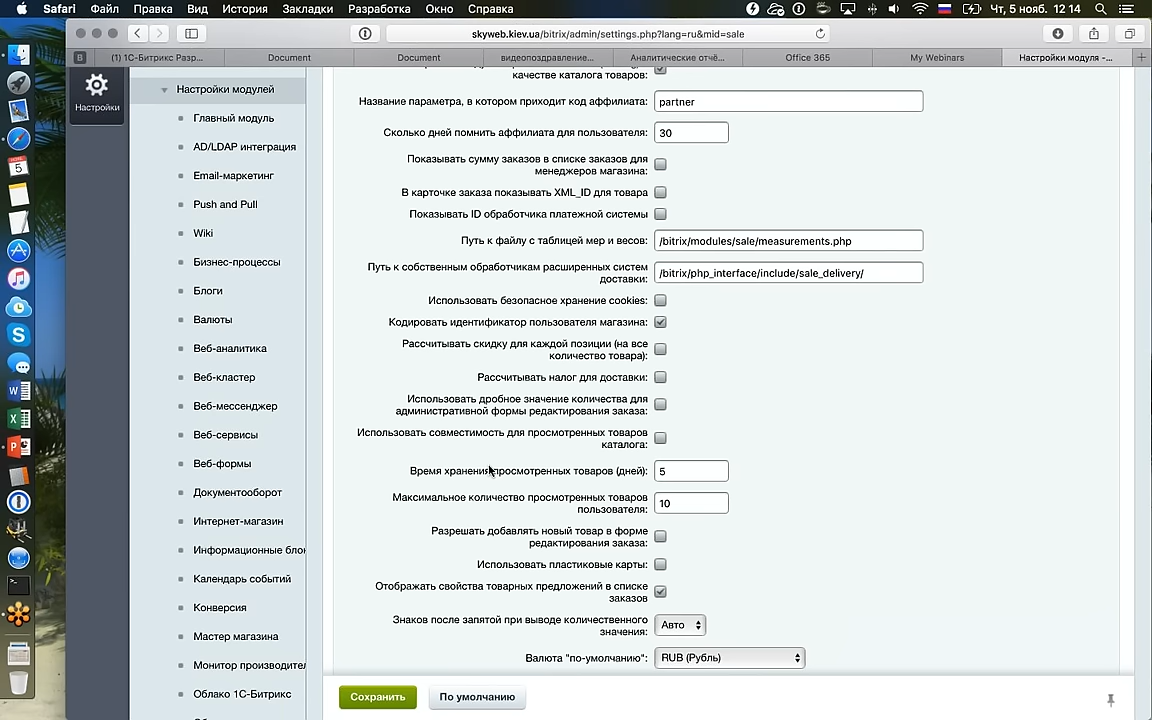 Safari Файл Правка Вид История Закладки Разработка Окно Справка
Чт, 5 нояб. 12 14
skyweb.kiev.ua/bitrix/admin/settings.php?lang=ru&mid=sale
B (1) 1С-Битрикс Разр... Document Document видеопоздравление... Аналитические отчё... Office 365 My Webinars Настройки модуля -...
Настройки
Настройки модулей
Главный модуль
AD/LDAP интеграция
Email-маркетинг
Push and Pull
Wiki
Бизнес-процессы
Блоги
Валюты
Веб-аналитика
Веб-кластер
Веб-мессенджер
Веб-сервисы
Веб-формы
Документооборот
Интернет-магазин
Информационные бло
Календарь событий
Конверсия
Мастер магазина
Монитор производител
Облако 1С-Битрикс
качестве каталога товаров:
Название параметра, в котором приходит код аффилиата: partner
Сколько дней помнить аффилиата для пользователя: 30
Показывать сумму заказов в списке заказов для
менеджеров магазина:
В карточке заказа показывать XML_ID для товара
Показывать ID обработчика платежной системы
Путь к файлу с таблицей мер и весов: /bitrix/modules/sale/measurements.php
Путь к собственным обработчикам расширенных систем
доставки: /bitrix/php_interface/include/sale_delivery/
Использовать безопасное хранение cookies:
Кодировать идентификатор пользователя магазина:
Рассчитывать скидку для каждой позиции (на все
количество товара):
Рассчитывать налог для доставки:
Использовать дробное значение количества для
административной формы редактирования заказа:
Использовать совместимость для просмотренных товаров
каталога:
Время хранения просмотренных товаров (дней): 5
Максимальное количество просмотренных товаров
пользователя: 10
Разрешать добавлять новый товар в форме
редактирования заказа:
Использовать пластиковые карты:
Отображать свойства товарных предложений в списке
заказов
Знаков после запятой при выводе количественного
значения: Авто
Валюта "по-умолчанию": RUB (Рубль)
Сохранить По умолчанию